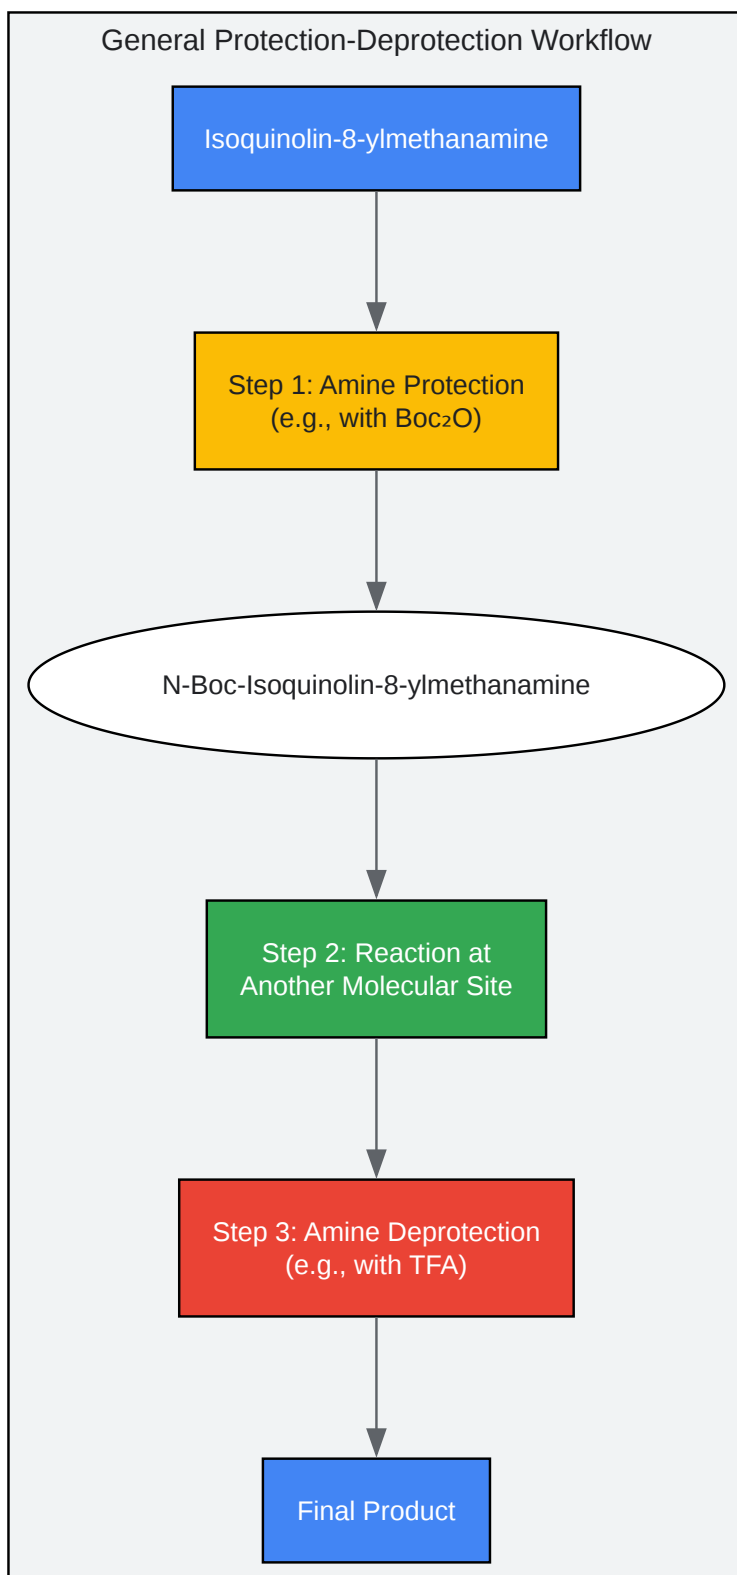 General Protection-Deprotection Workflow
Isoquinolin-8-ylmethanamine
Step 1: Amine Protection
(e.g., with Boc₂O)
N-Boc-Isoquinolin-8-ylmethanamine
Step 2: Reaction at
Another Molecular Site
Step 3: Amine Deprotection
(e.g., with TFA)
Final Product